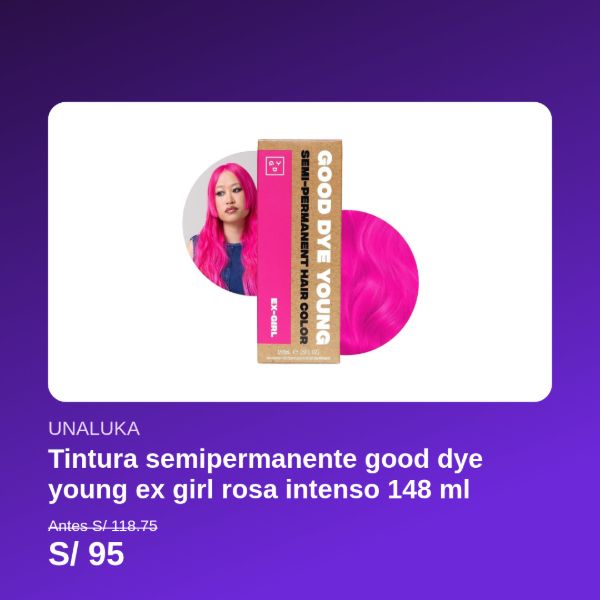 GOOD DYE YOUNG
SEMI-PERMANENT HAIR COLOR
EX-GIRL
UNALUKA
Tintura semipermanente good dye
young ex girl rosa intenso 148 ml
Antes S/ 118.75
S/ 95